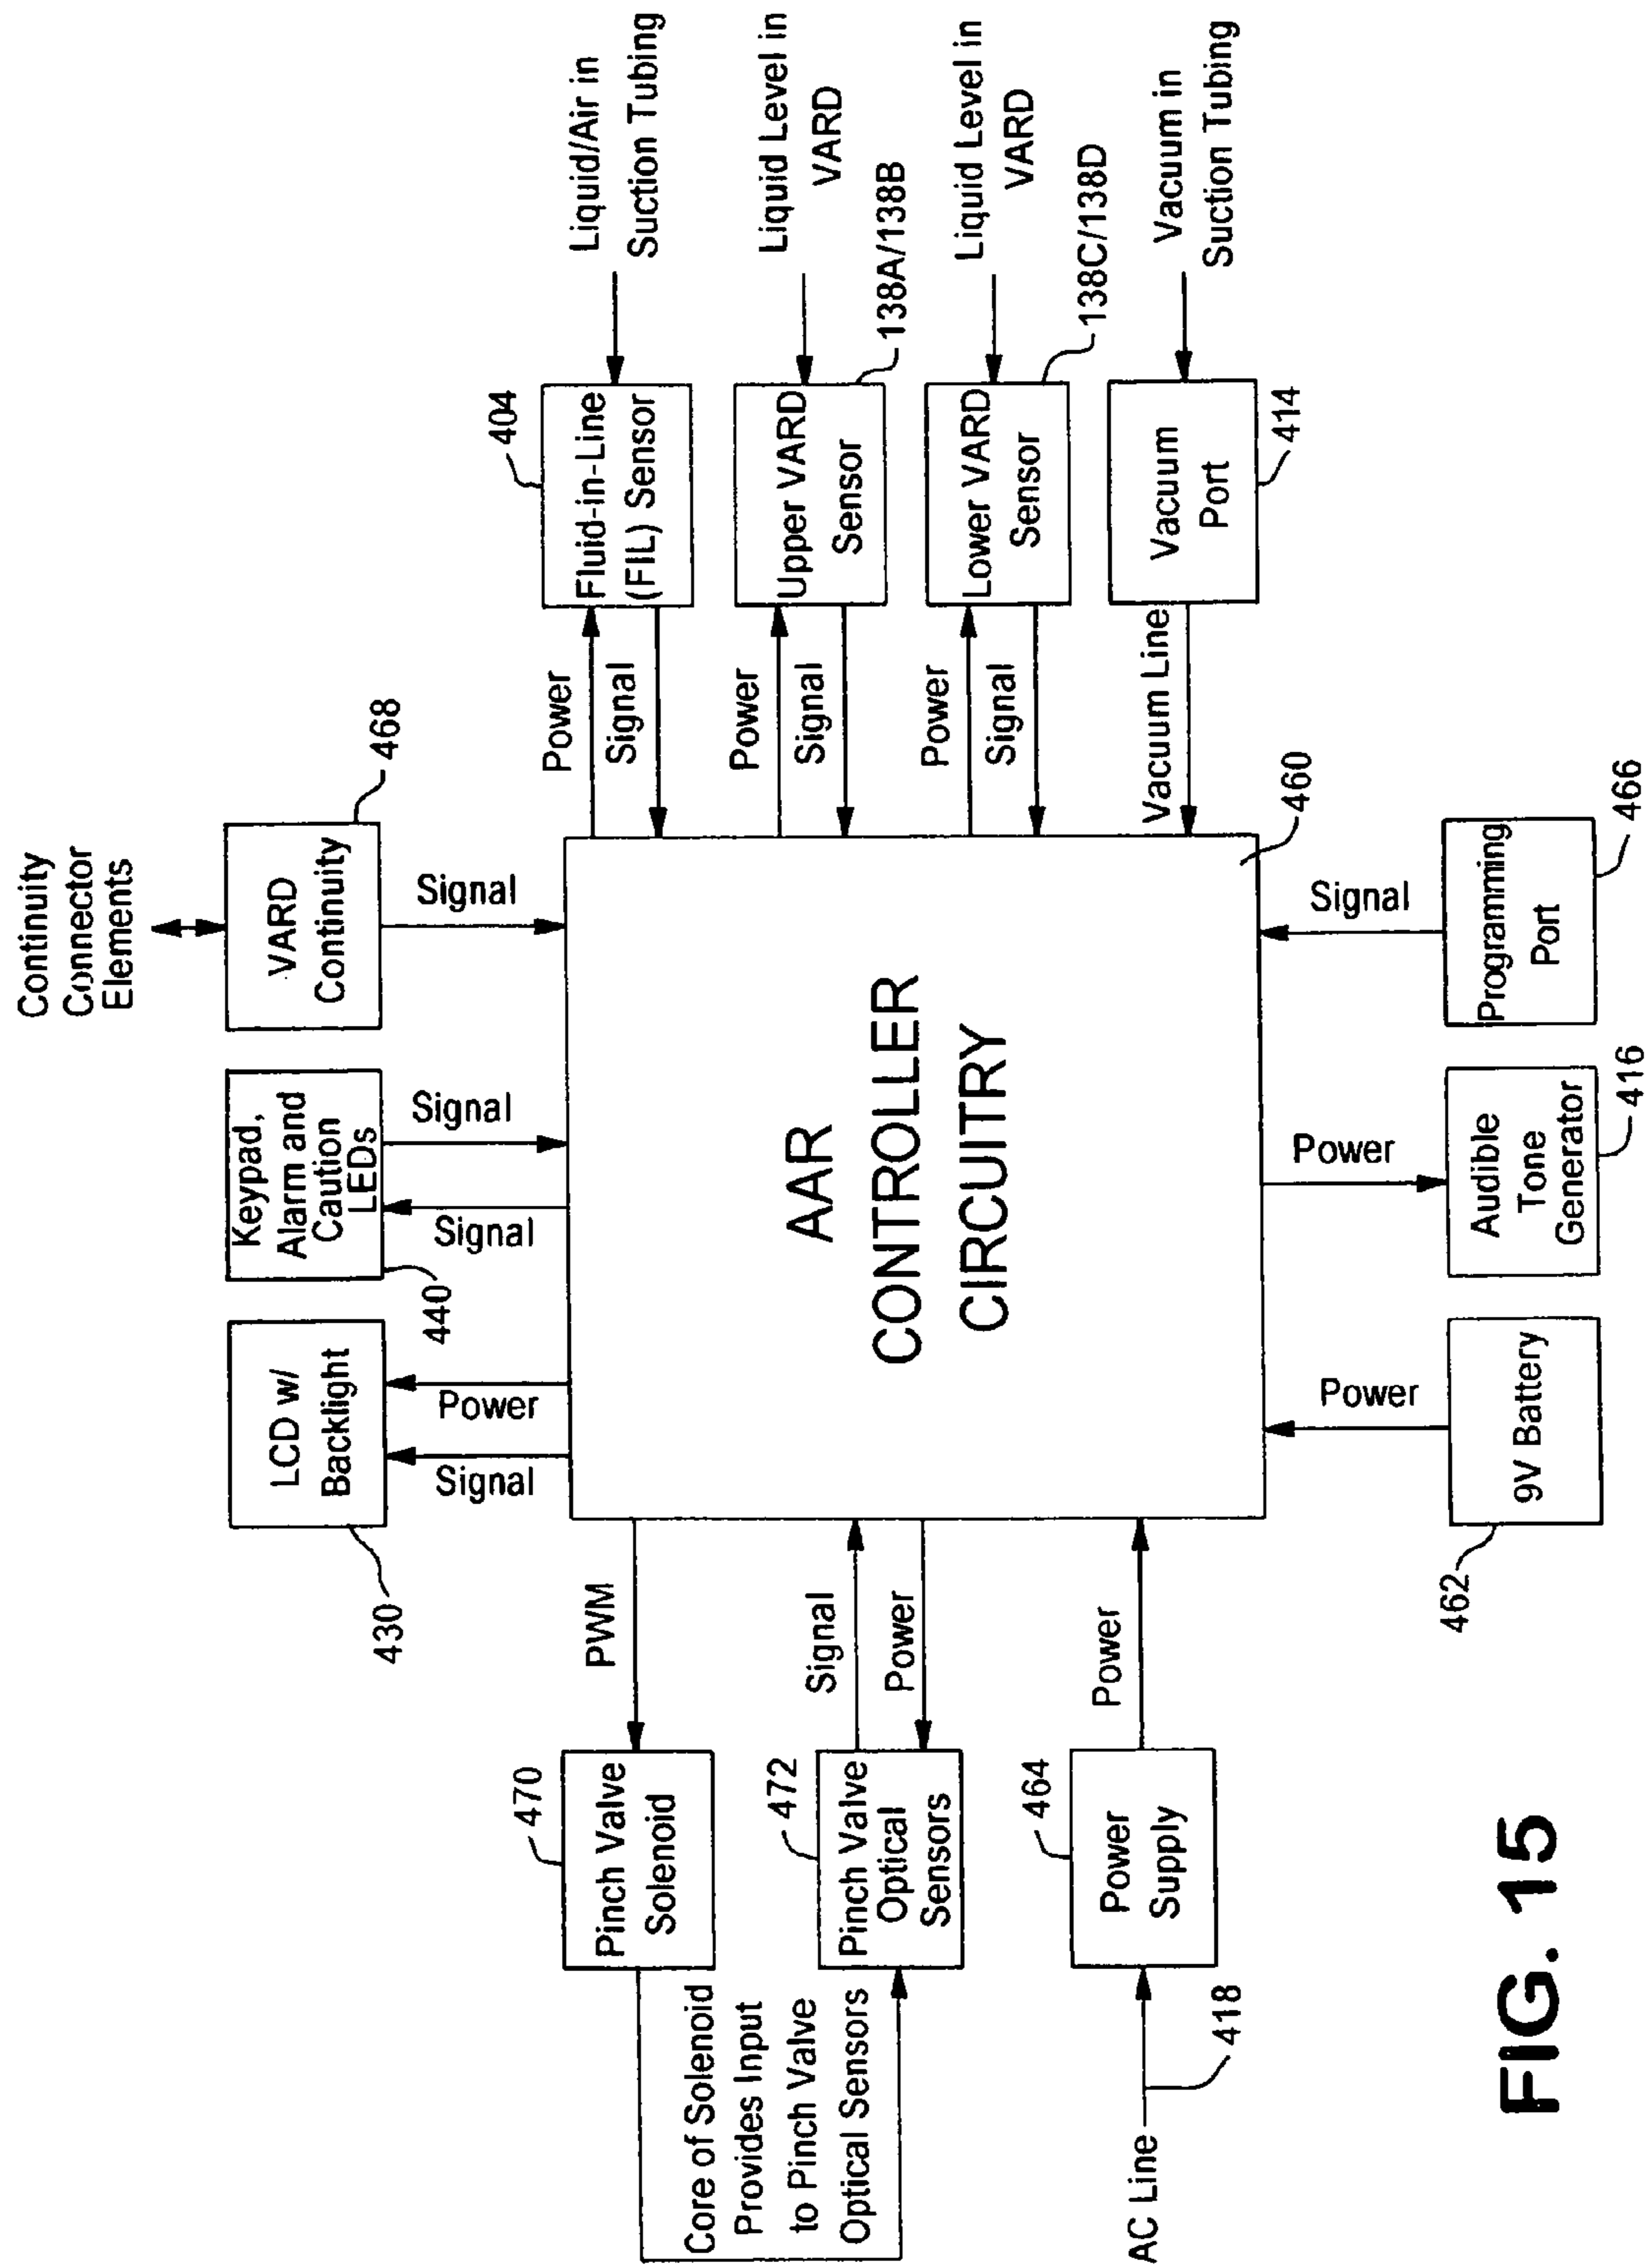 Continuity
Connector
Elements
LCD w/
Backlight
430
Keypad,
Alarm and
Caution
LEDs
440
VARD
Continuity
468
Signal
Power
Signal
Signal
Signal
470
Pinch Valve
Solenoid
PWM
Core of Solenoid
Provides Input
to Pinch Valve
Optical Sensors
472
Pinch Valve
Optical
Sensors
Signal
Power
AC Line
418
464
Power
Supply
Power
AAR
CONTROLLER
CIRCUITRY
460
Power
Signal
404
Fluid-in-Line
(FIL) Sensor
Liquid/Air in
Suction Tubing
Power
Signal
Upper VARD
Sensor
138A/138B
Liquid Level in
VARD
Power
Signal
Lower VARD
Sensor
138C/138D
Liquid Level in
VARD
Vacuum Line
Vacuum
Port
414
Vacuum in
Suction Tubing
Power
Power
Signal
462
9V Battery
Audible
Tone
Generator
416
Programming
Port
466
FIG. 15